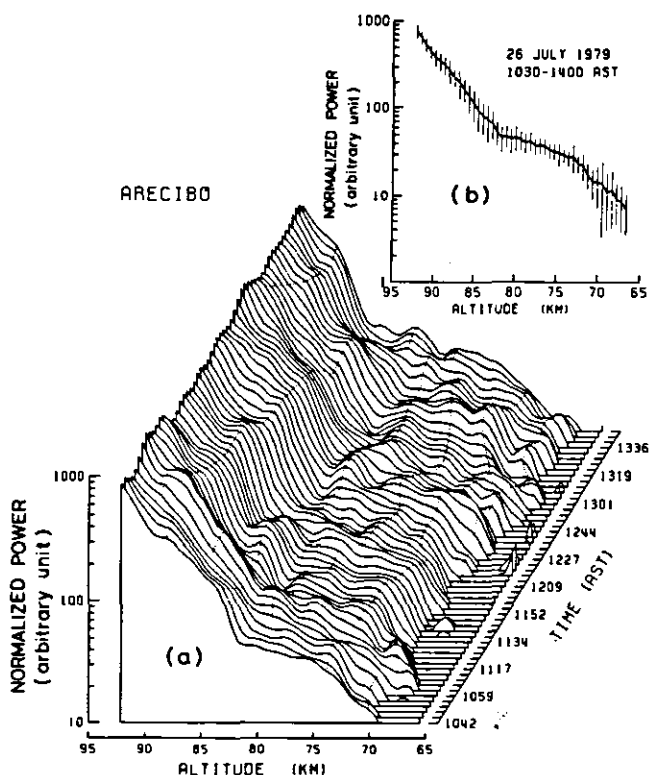 1000
100
10
1
NORMALIZED POWER
(arbitrary unit)
26 JULY 1979
1030-1400 AST
(b)
95 90 85 80 75 70 65
ALTITUDE (KM)
ARECIBO
1000
100
10
NORMALIZED POWER
(arbitrary unit)
(a)
1336
1319
1301
1244
1227
1209
1152
1134
1117
1059
1042
TIME (AST)
95 90 85 80 75 70 65
ALTITUDE (KM)